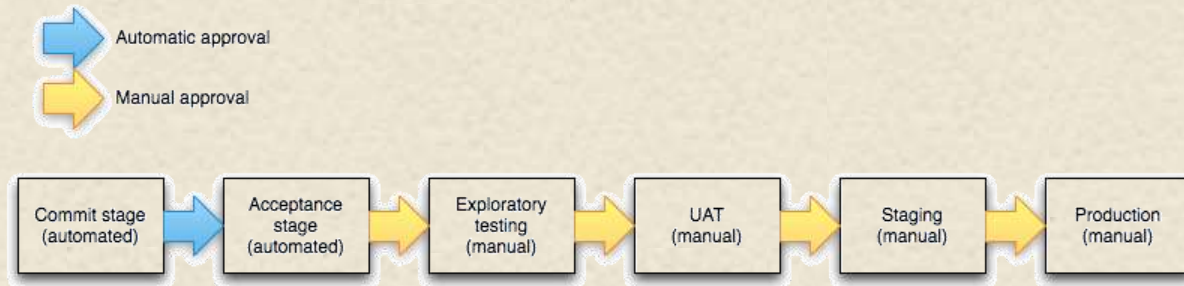 Automatic approval
Manual approval
Commit stage
(automated)
Acceptance
stage
(automated)
Exploratory
testing
(manual)
UAT
(manual)
Staging
(manual)
Production
(manual)